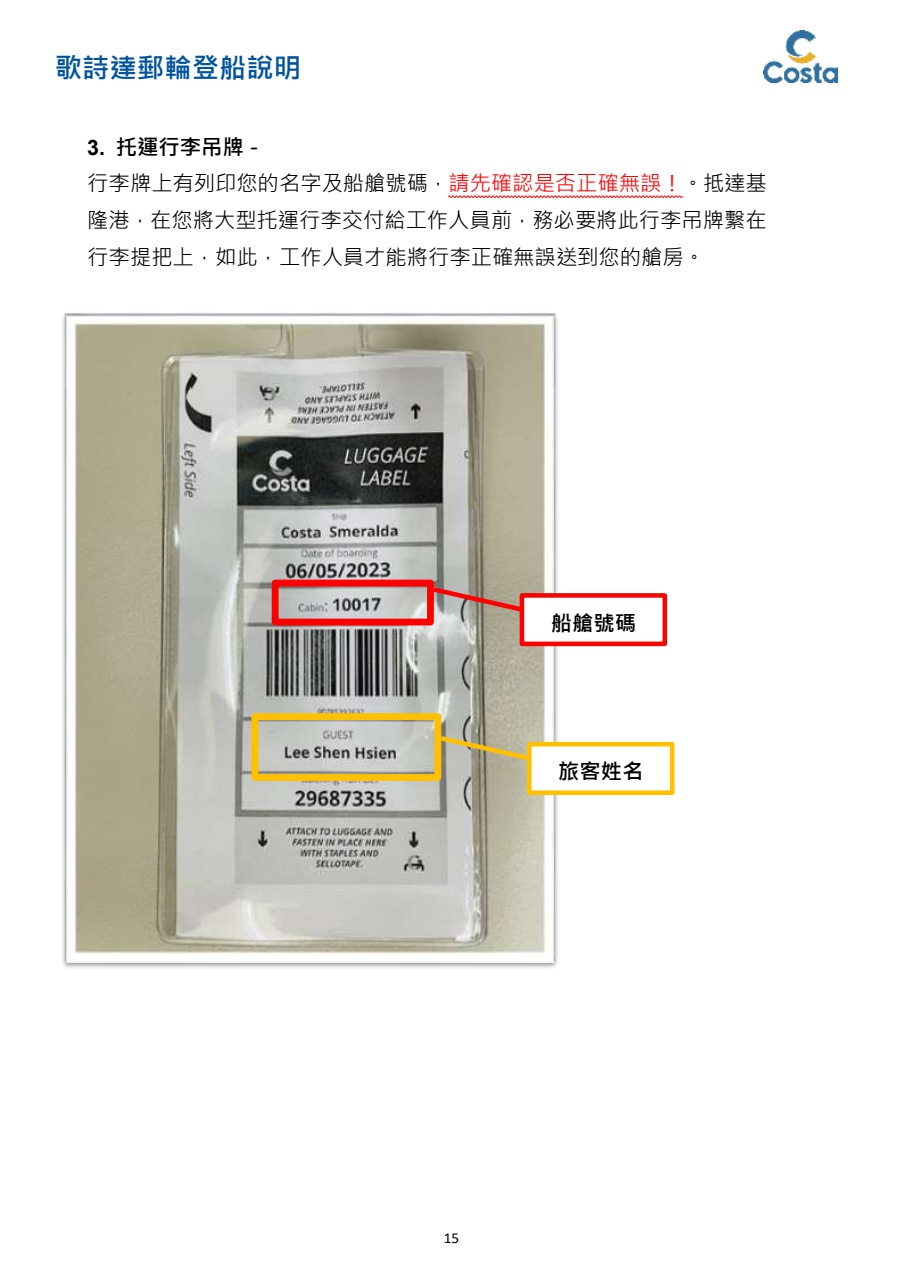 歌詩達郵輪登船說明
Costa
3. 托運行李吊牌 -
行李牌上有列印您的名字及船艙號碼，請先確認是否正確無誤！。抵達基
隆港，在您將大型托運行李交付給工作人員前，務必要將此行李吊牌繫在
行李提把上，如此，工作人員才能將行李正確無誤送到您的艙房。
ATTACH TO LUGGAGE AND
FASTEN IN PLACE HERE
WITH STAPLES AND
SELLOTAPE.
Left Side
Costa
LUGGAGE
LABEL
Ship
Costa Smeralda
Date of boarding
06/05/2023
Cabin: 10017
船艙號碼
GUEST
Lee Shen Hsien
旅客姓名
29687335
ATTACH TO LUGGAGE AND
FASTEN IN PLACE HERE
WITH STAPLES AND
SELLOTAPE.
15